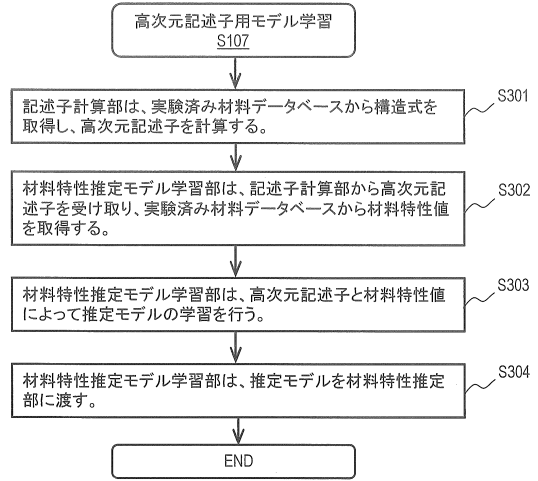 高次元記述子用モデル学習
S107
記述子計算部は、実験済み材料データベースから構造式を
取得し、高次元記述子を計算する。
S301
材料特性推定モデル学習部は、記述子計算部から高次元記
述子を受け取り、実験済み材料データベースから材料特性値
を取得する。
S302
材料特性推定モデル学習部は、高次元記述子と材料特性値
によって推定モデルの学習を行う。
S303
材料特性推定モデル学習部は、推定モデルを材料特性推定
部に渡す。
S304
END